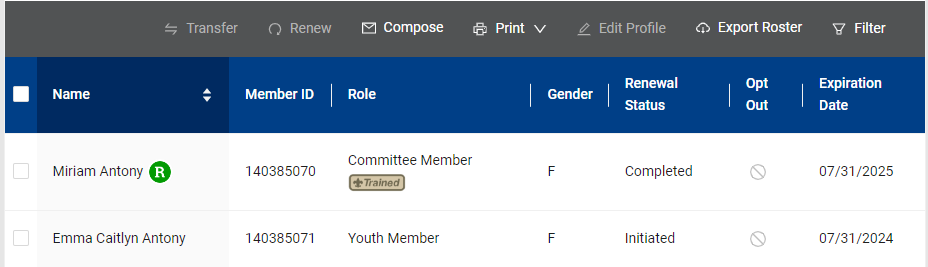 Transfer Renew Compose Print Edit Profile Export Roster Filter
Name Member ID Role Gender Renewal Status Opt Out Expiration Date
Miriam Antony R 140385070 Committee Member F Completed 07/31/2025
Trained
Emma Caitlyn Antony 140385071 Youth Member F Initiated 07/31/2024